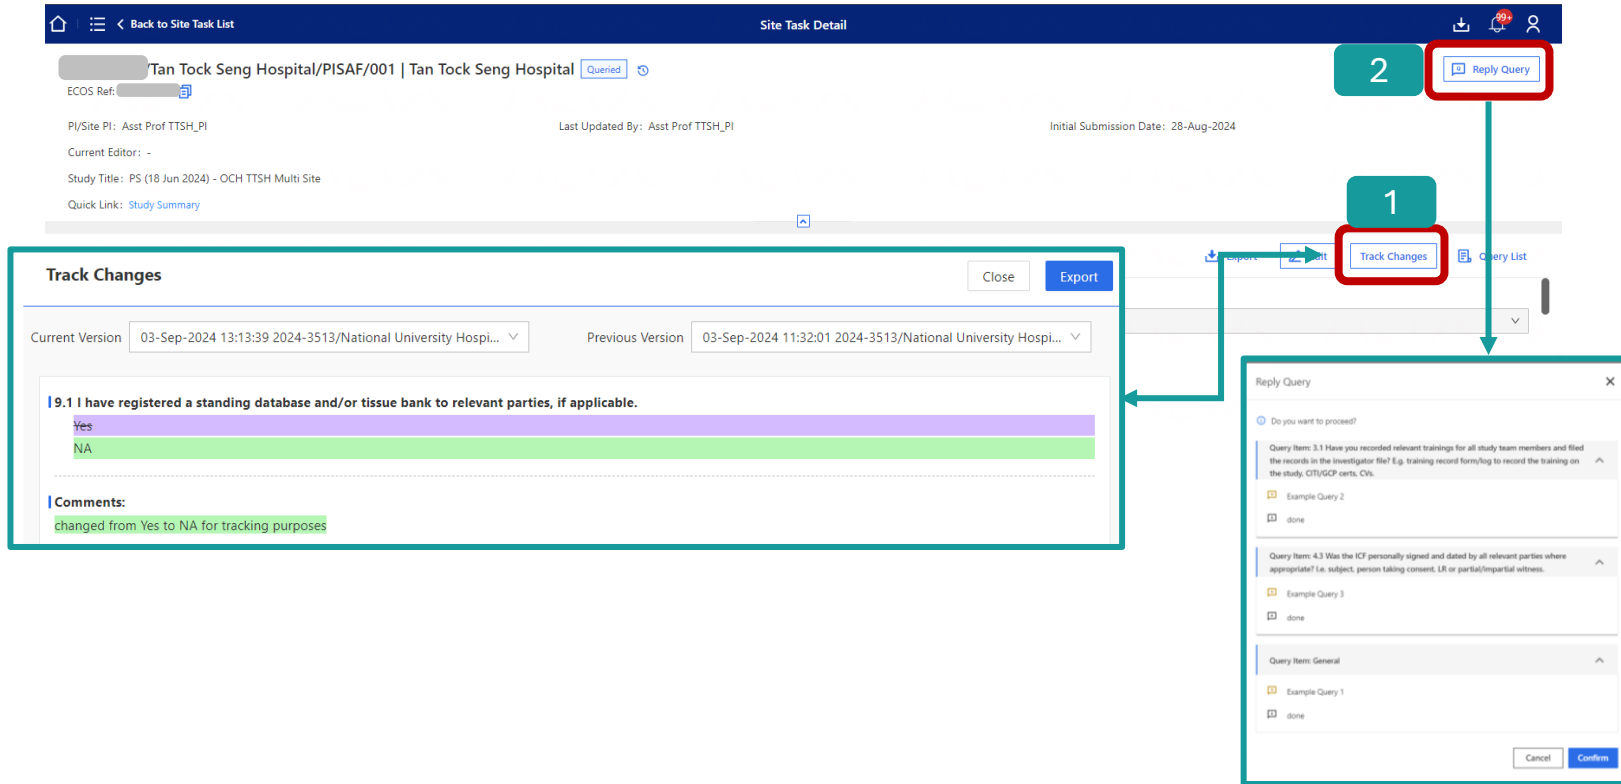 Back to Site Task List
Site Task Detail
99+
/Tan Tock Seng Hospital/PISAF/001 | Tan Tock Seng Hospital Queried
2
Reply Query
ECOS Ref:
PI/Site PI: Asst Prof TTSH_PI
Last Updated By: Asst Prof TTSH_PI
Initial Submission Date: 28-Aug-2024
Current Editor: -
Study Title: PS (18 Jun 2024) - OCH TTSH Multi Site
Quick Link: Study Summary
1
Export
Track Changes
Query List
Track Changes
Close
Export
Current Version
03-Sep-2024 13:13:39 2024-3513/National University Hospi...
Previous Version
03-Sep-2024 11:32:01 2024-3513/National University Hospi...
9.1 I have registered a standing database and/or tissue bank to relevant parties, if applicable.
Yes
NA
Comments:
changed from Yes to NA for tracking purposes
Reply Query
Do you want to proceed?
Query Item: 3.1 Have you recorded relevant trainings for all study team members and filed
the records in the investigator file? E.g. training record form/log to record the training on
the study, CITI/GCP certs, CVs.
Example Query 2
done
Query Item: 4.3 Was the ICF personally signed and dated by all relevant parties where
appropriate? I.e. subject, person taking consent, LR or partial/impartial witness.
Example Query 3
done
Query Item: General
Example Query 1
done
Cancel
Confirm